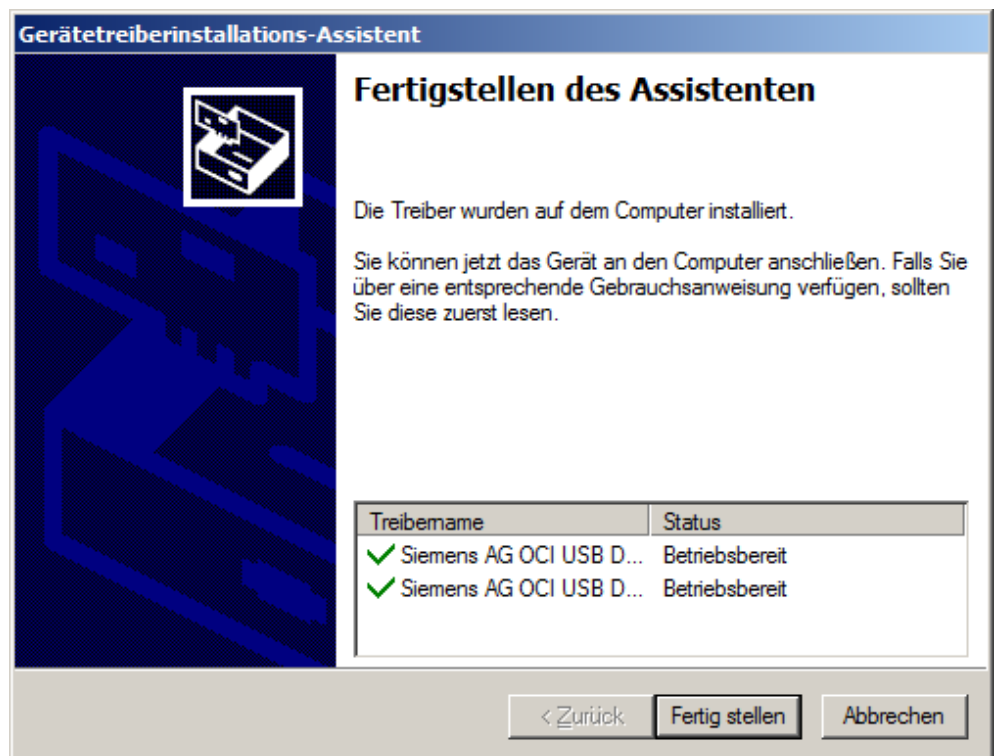 Gerätetreiberinstallations-Assistent
Fertigstellen des Assistenten
Die Treiber wurden auf dem Computer installiert.
Sie können jetzt das Gerät an den Computer anschließen. Falls Sie
über eine entsprechende Gebrauchsanweisung verfügen, sollten
Sie diese zuerst lesen.
Treibername Status
Siemens AG OCI USB D... Betriebsbereit
Siemens AG OCI USB D... Betriebsbereit
< Zurück Fertig stellen Abbrechen